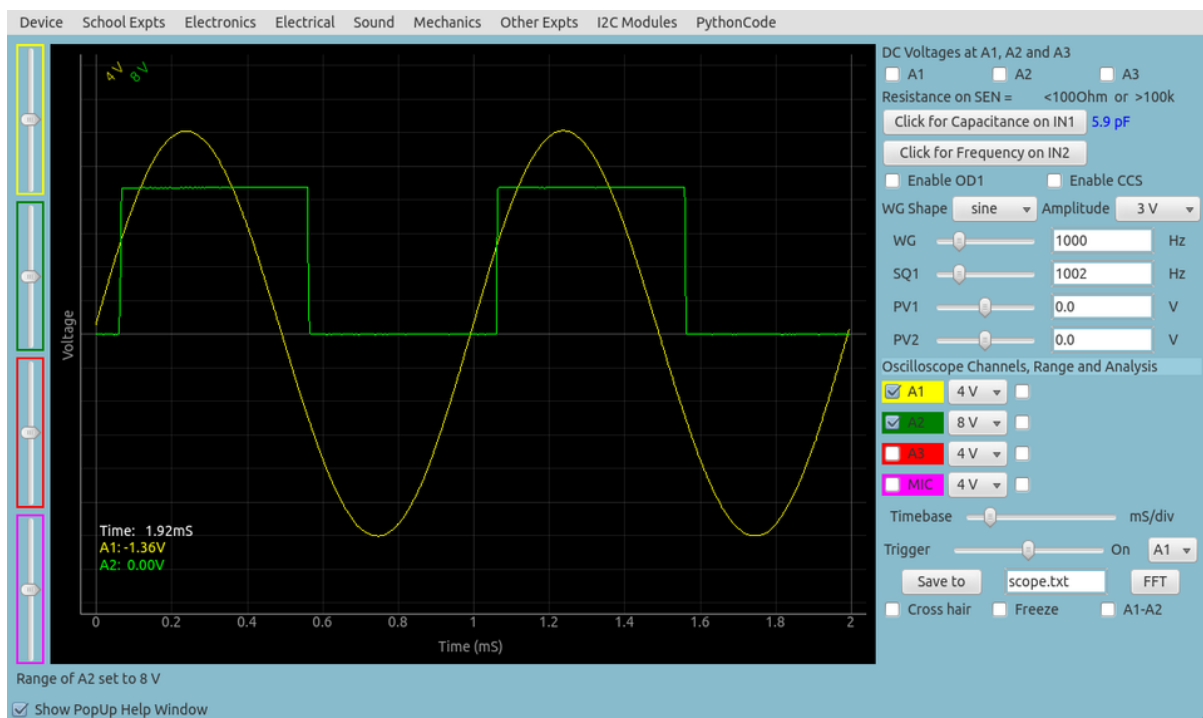 Device School Expts Electronics Electrical Sound Mechanics Other Expts I2C Modules PythonCode
4 V 8 V
Voltage
Time: 1.92mS
A1: -1.36V
A2: 0.00V
0 0.2 0.4 0.6 0.8 1 1.2 1.4 1.6 1.8 2
Time (mS)
DC Voltages at A1, A2 and A3
A1 A2 A3
Resistance on SEN = <100Ohm or >100k
Click for Capacitance on IN1 5.9 pF
Click for Frequency on IN2
Enable OD1 Enable CCS
WG Shape sine Amplitude 3 V
WG 1000 Hz
SQ1 1002 Hz
PV1 0.0 V
PV2 0.0 V
Oscilloscope Channels, Range and Analysis
A1 4 V
A2 8 V
A3 4 V
MIC 4 V
Timebase mS/div
Trigger On A1
Save to scope.txt FFT
Cross hair Freeze A1-A2
Range of A2 set to 8 V
Show PopUp Help Window